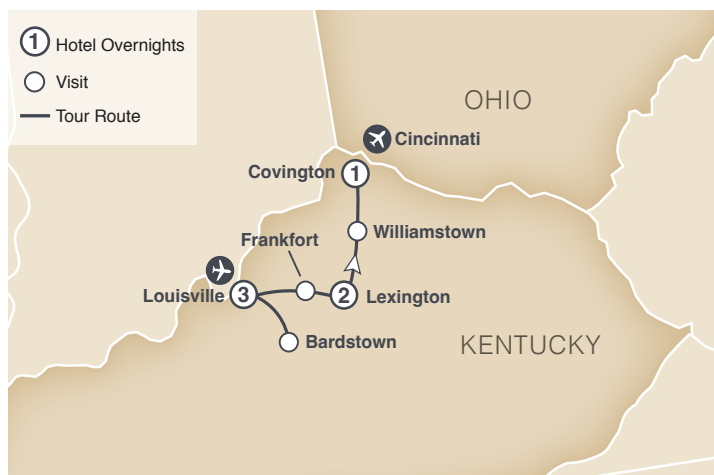 1 Hotel Overnights
Visit
Tour Route
OHIO
Cincinnati
Covington 1
Williamstown
Frankfort
Louisville 3
2 Lexington
Bardstown
KENTUCKY